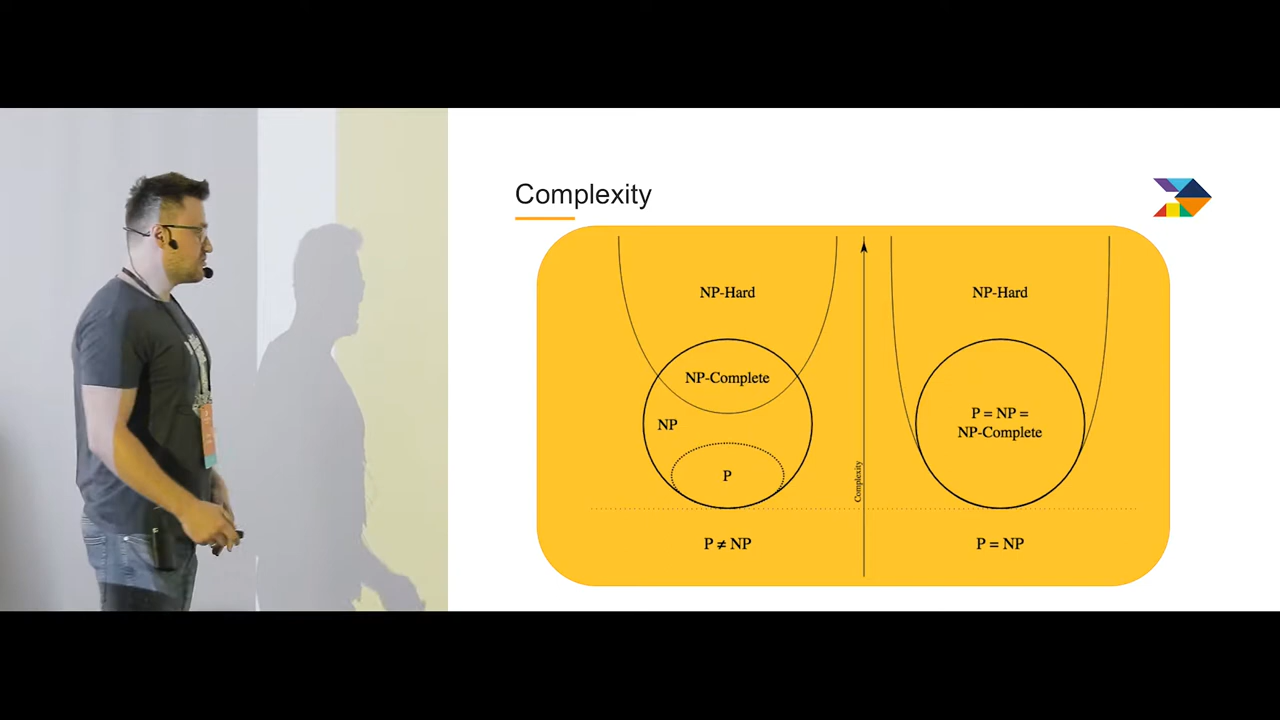 Complexity
NP-Hard
NP-Complete
NP
P
P ≠ NP
Complexity
NP-Hard
P = NP =
NP-Complete
P = NP